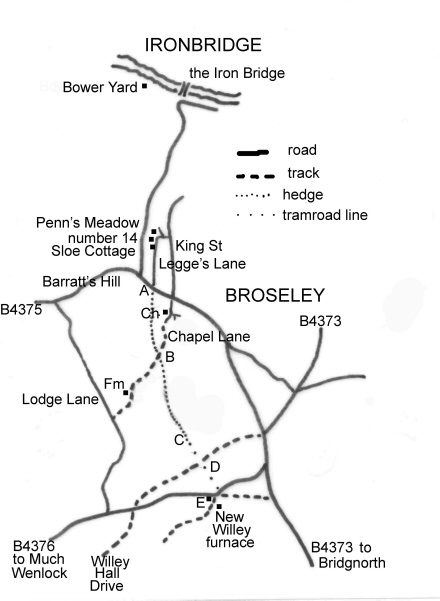 IRONBRIDGE
the Iron Bridge
Bower Yard
road
track
hedge
tramroad line
Penn's Meadow
number 14
Sloe Cottage
King St
Legge's Lane
Barratt's Hill
A
BROSELEY
B4375
Ch
B4373
Chapel Lane
B
Fm
Lodge Lane
C
D
E
New
Willey
furnace
B4376
to Much
Wenlock
Willey
Hall
Drive
B4373 to
Bridgnorth